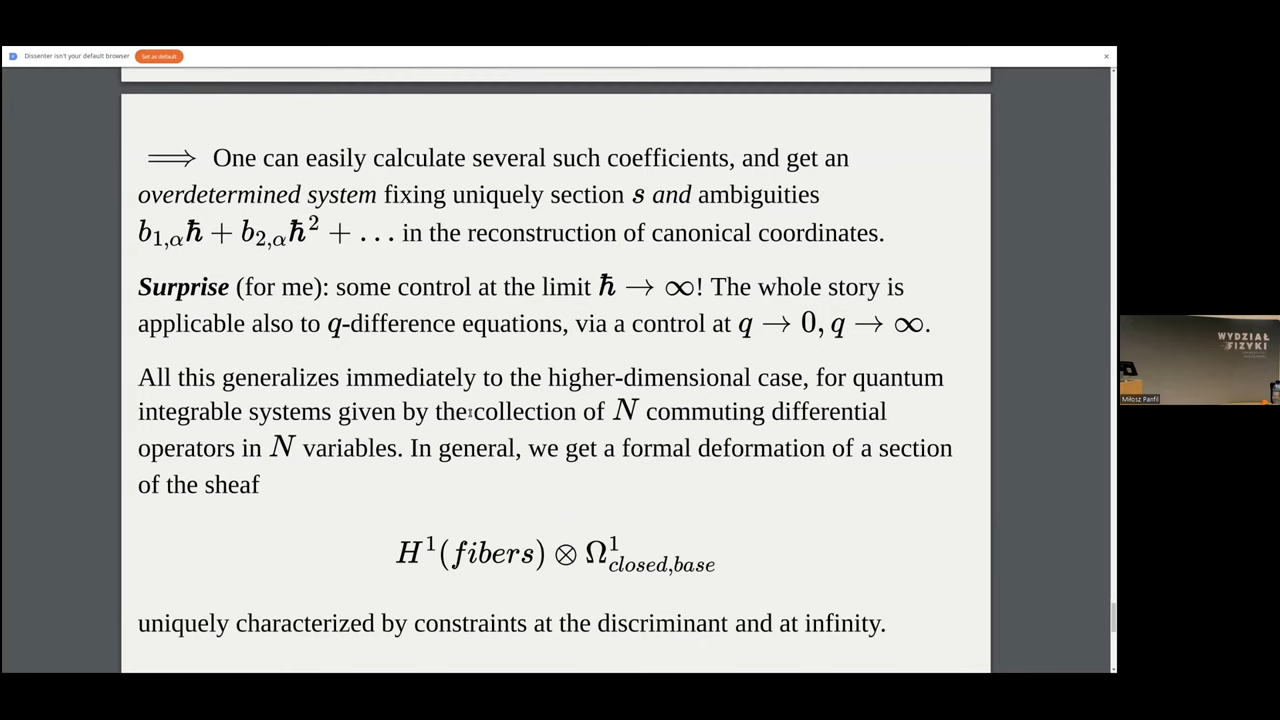 Dissenter isn't your default browser Set as default
⟹ One can easily calculate several such coefficients, and get an
overdetermined system fixing uniquely section s and ambiguities
b_{1,α}ħ + b_{2,α}ħ² + … in the reconstruction of canonical coordinates.
Surprise (for me): some control at the limit ħ → ∞! The whole story is
applicable also to q-difference equations, via a control at q → 0, q → ∞.
All this generalizes immediately to the higher-dimensional case, for quantum
integrable systems given by the collection of N commuting differential
operators in N variables. In general, we get a formal deformation of a section
of the sheaf
H¹(fibers) ⊗ Ω¹_{closed,base}
uniquely characterized by constraints at the discriminant and at infinity.
WYDZIAŁ
FIZYKI
Miłosz Panfil